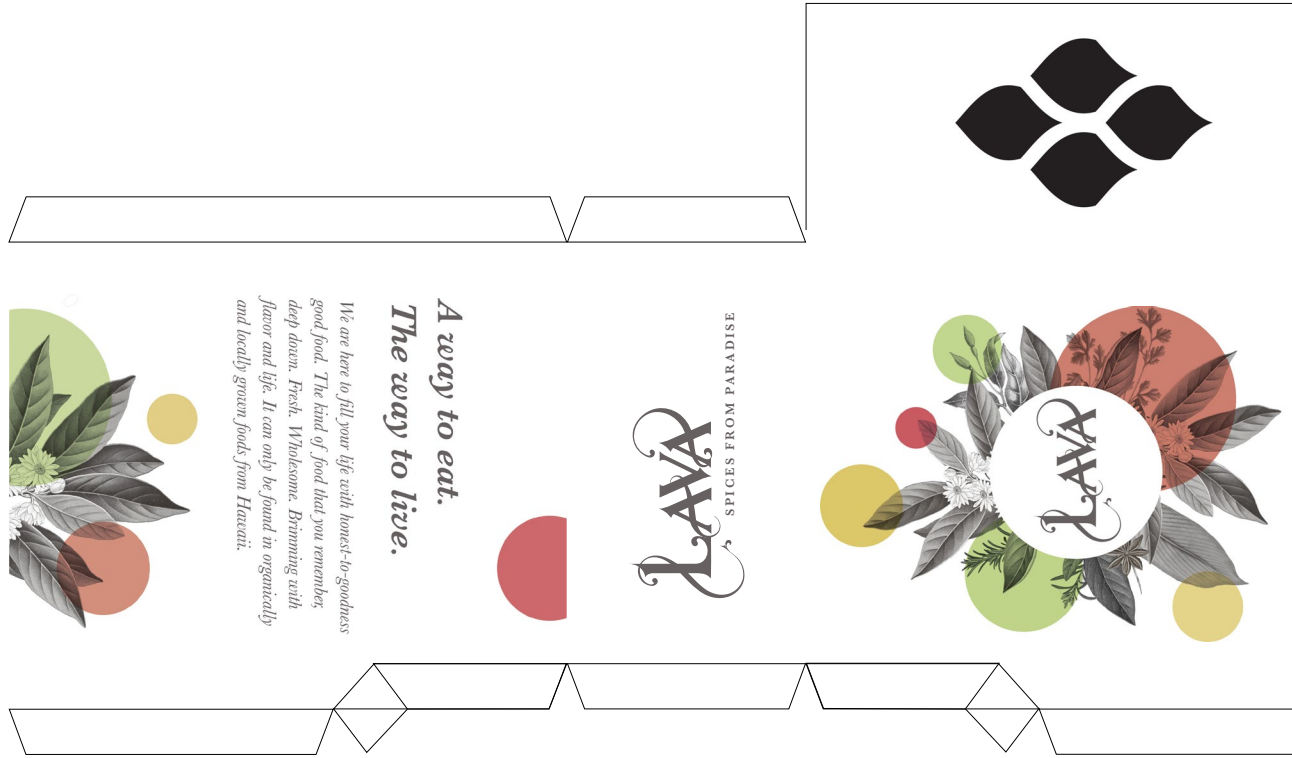 A way to eat.
The way to live.
We are here to fill your life with honest-to-goodness
good food. The kind of food that you remember,
deep down. Fresh. Wholesome. Brimming with
flavor and life. It can only be found in organically
and locally grown foods from Hawaii.
LAVA
SPICES FROM PARADISE
LAVA